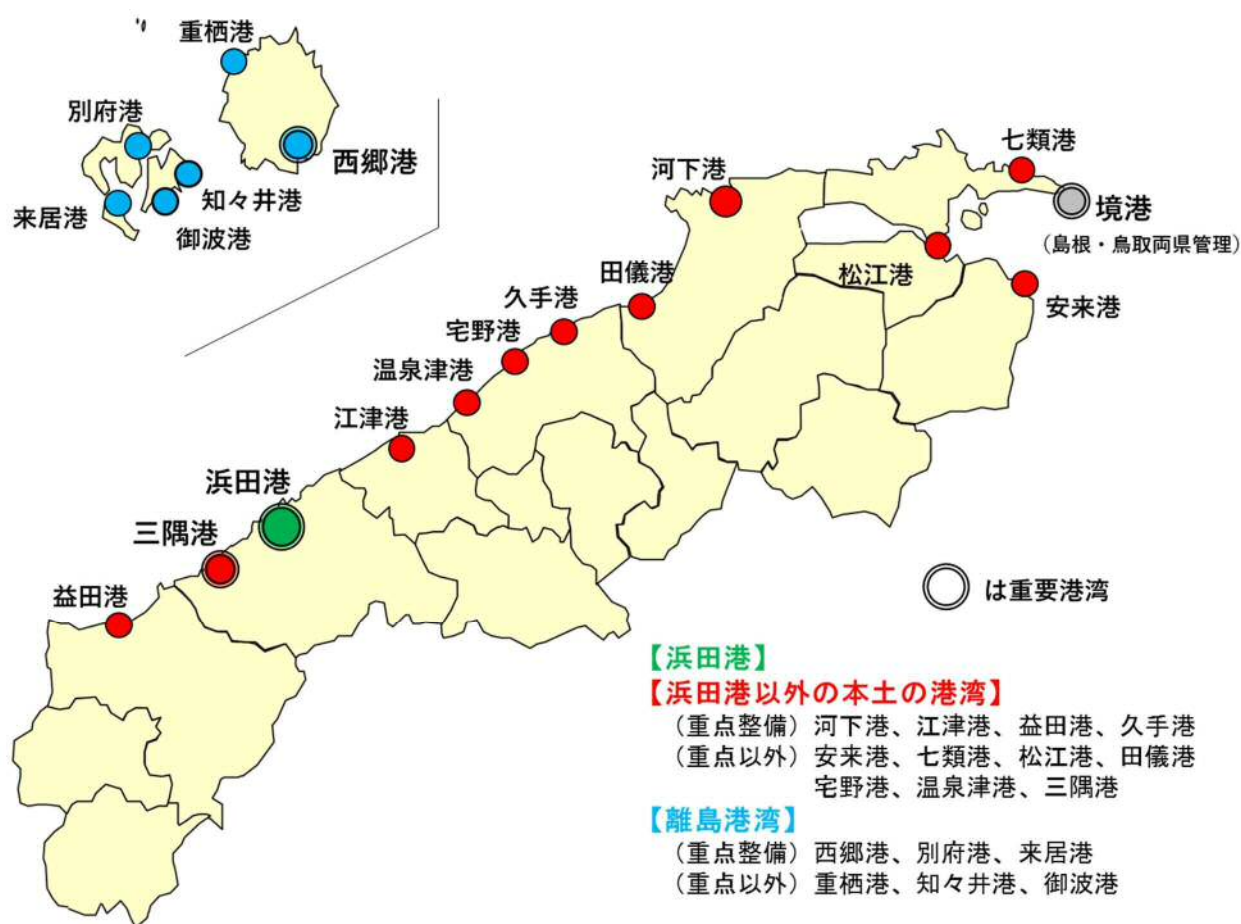 重栖港
別府港
西郷港
知々井港
来居港
御波港
七類港
河下港
境港
（島根・鳥取両県管理）
松江港
田儀港
安来港
久手港
宅野港
温泉津港
江津港
浜田港
三隅港
益田港
は重要港湾
【浜田港】
【浜田港以外の本土の港湾】
（重点整備）河下港、江津港、益田港、久手港
（重点以外）安来港、七類港、松江港、田儀港
宅野港、温泉津港、三隅港
【離島港湾】
（重点整備）西郷港、別府港、来居港
（重点以外）重栖港、知々井港、御波港